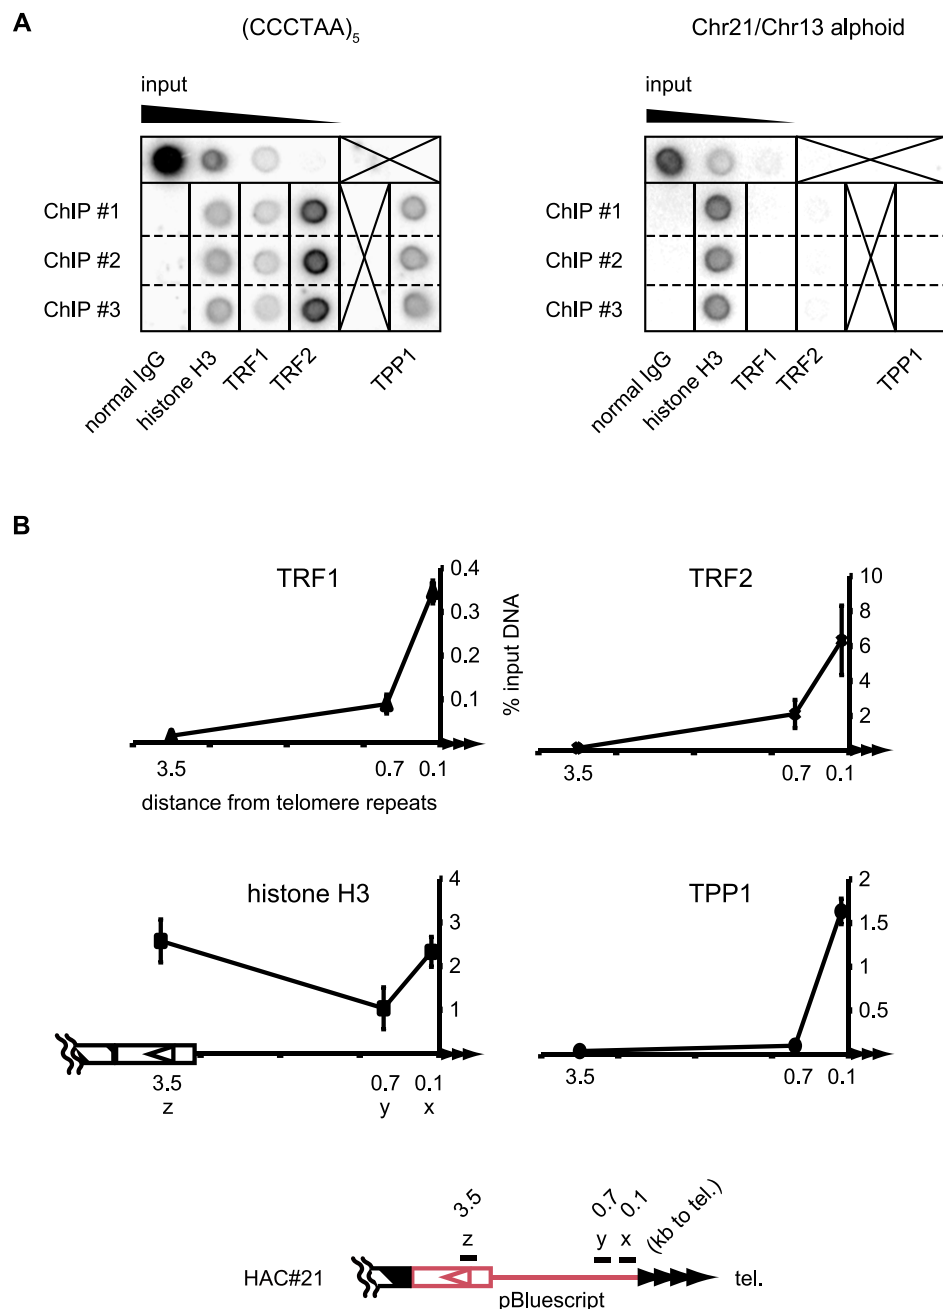 A
(CCCTAA)5
Chr21/Chr13 alphoid
input
input
ChIP #1
ChIP #2
ChIP #3
normal IgG
histone H3
TRF1
TRF2
TPP1
ChIP #1
ChIP #2
ChIP #3
normal IgG
histone H3
TRF1
TRF2
TPP1
B
TRF1
0.4
0.3
0.2
0.1
% input DNA
3.5
0.7
0.1
distance from telomere repeats
TRF2
10
8
6
4
2
3.5
0.7
0.1
histone H3
4
3
2
1
3.5
0.7
0.1
z
y
x
TPP1
2
1.5
1
0.5
3.5
0.7
0.1
3.5
0.7
0.1
(kb to tel.)
z
y
x
HAC#21
tel.
pBluescript